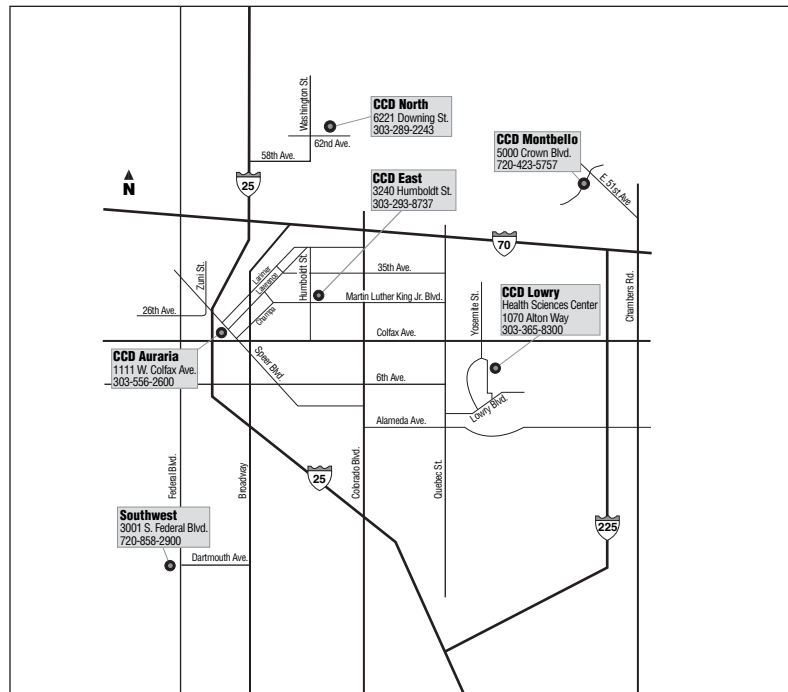 Washington St.
CCD North
6221 Downing St.
303-289-2243
62nd Ave.
58th Ave.
CCD Montbello
5000 Crown Blvd.
720-423-5757
E. 51st Ave
N
25
CCD East
3240 Humboldt St.
303-293-8737
70
Zuni St.
Larimer
Lawrence
Champa
Humboldt St.
35th Ave.
Martin Luther King Jr. Blvd.
26th Ave.
Colfax Ave.
Yosemite St.
CCD Lowry
Health Sciences Center
1070 Alton Way
303-365-8300
Chambers Rd.
CCD Auraria
1111 W. Colfax Ave.
303-556-2600
Speer Blvd.
6th Ave.
Lowry Blvd.
Alameda Ave.
Federal Blvd.
Broadway
25
Colorado Blvd.
Quebec St.
225
Southwest
3001 S. Federal Blvd.
720-858-2900
Dartmouth Ave.